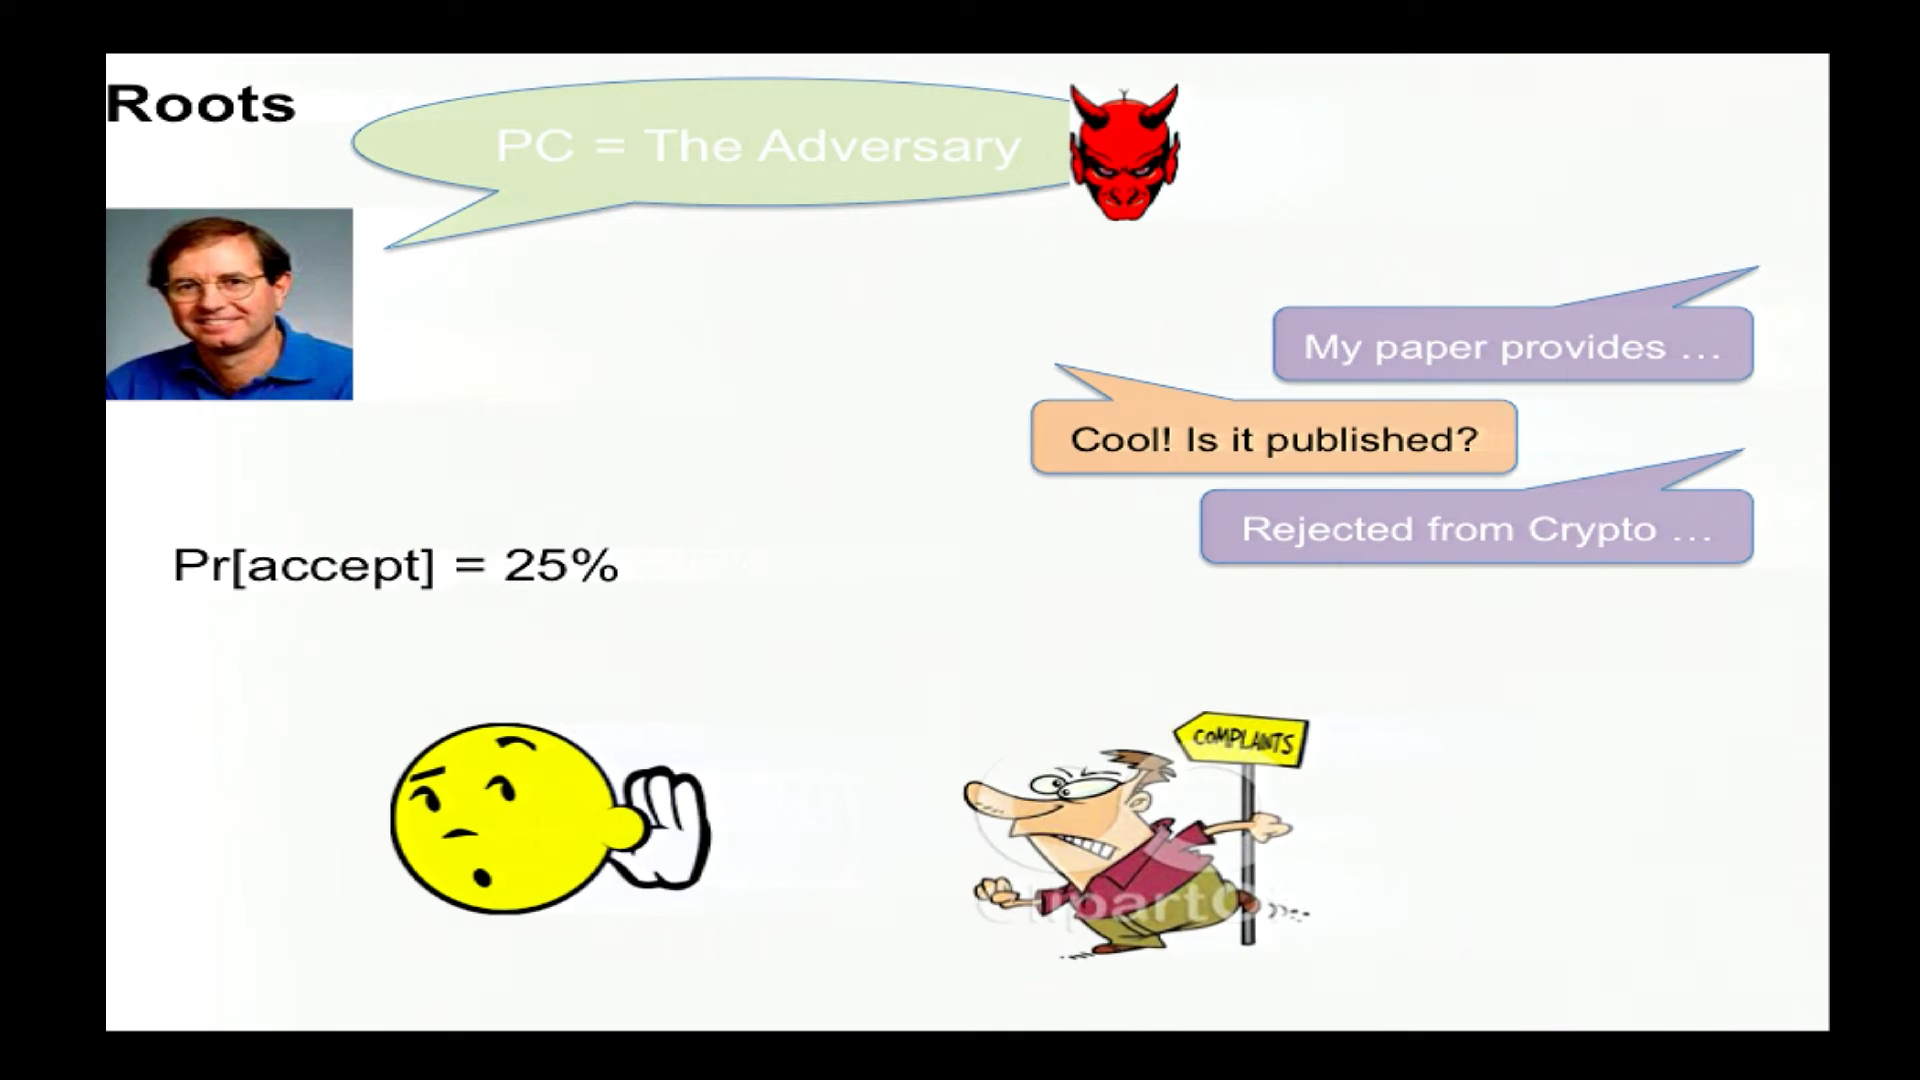 Roots
PC = The Adversary
My paper provides ...
Cool! Is it published?
Rejected from Crypto ...
Pr[accept] = 25%
COMPLAINTS